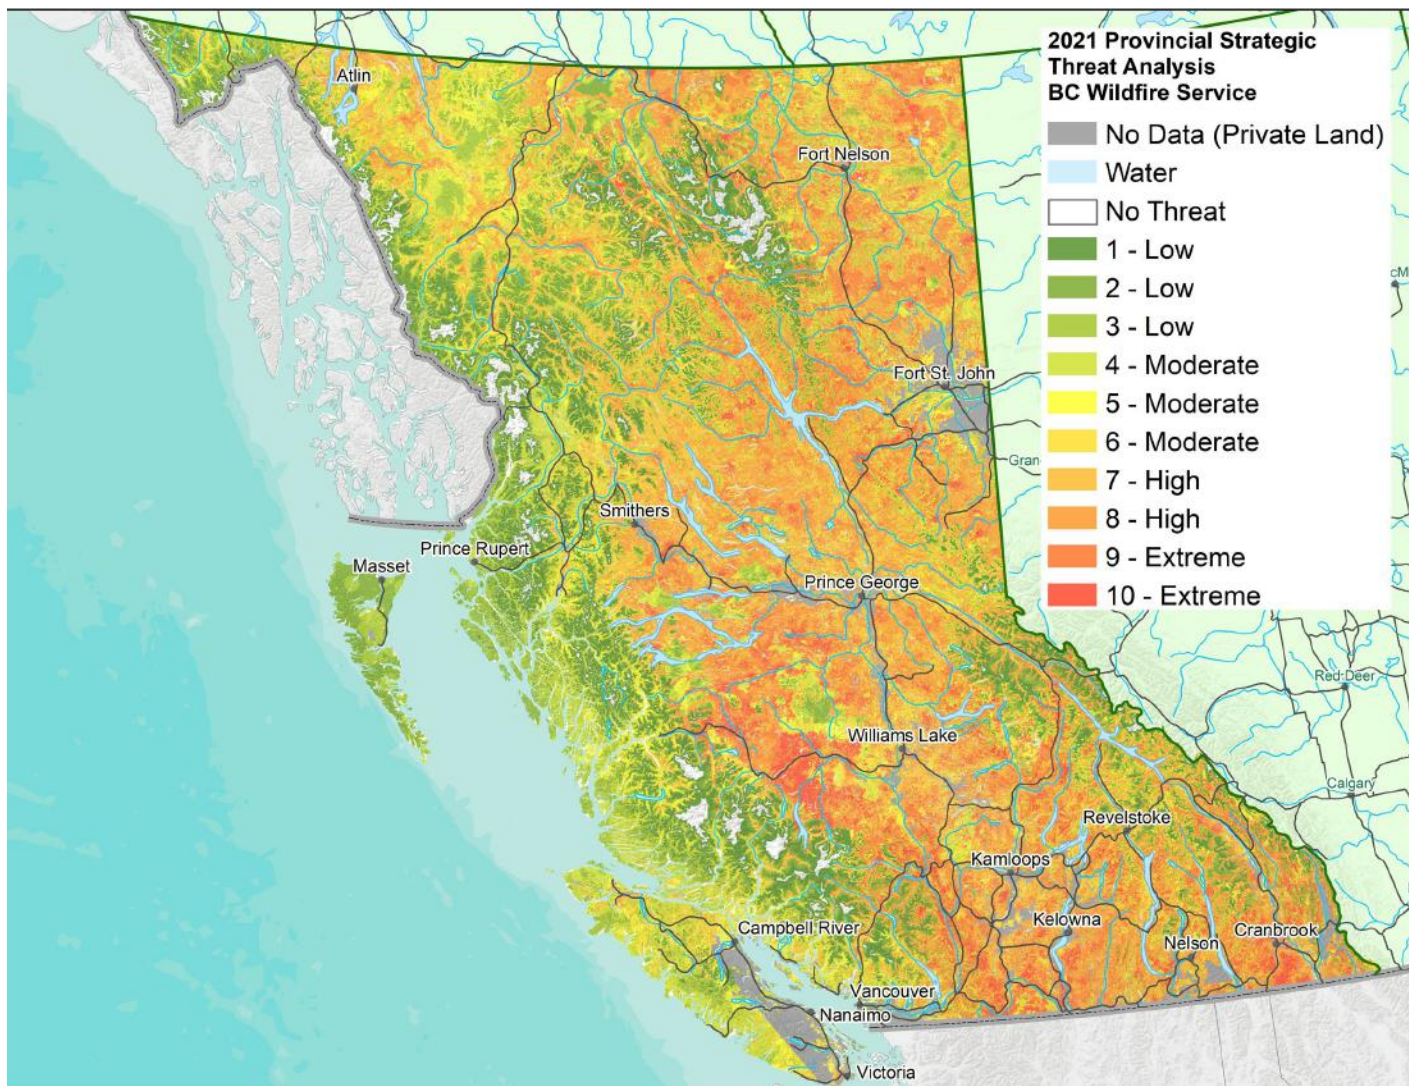 2021 Provincial Strategic
Threat Analysis
BC Wildfire Service
No Data (Private Land)
Water
No Threat
1 - Low
2 - Low
3 - Low
4 - Moderate
5 - Moderate
6 - Moderate
7 - High
8 - High
9 - Extreme
10 - Extreme
Atlin
Fort Nelson
Fort St. John
Smithers
Prince Rupert
Masset
Prince George
Red Deer
Williams Lake
Calgary
Revelstoke
Kamloops
Kelowna
Campbell River
Nelson
Cranbrook
Vancouver
Nanaimo
Victoria